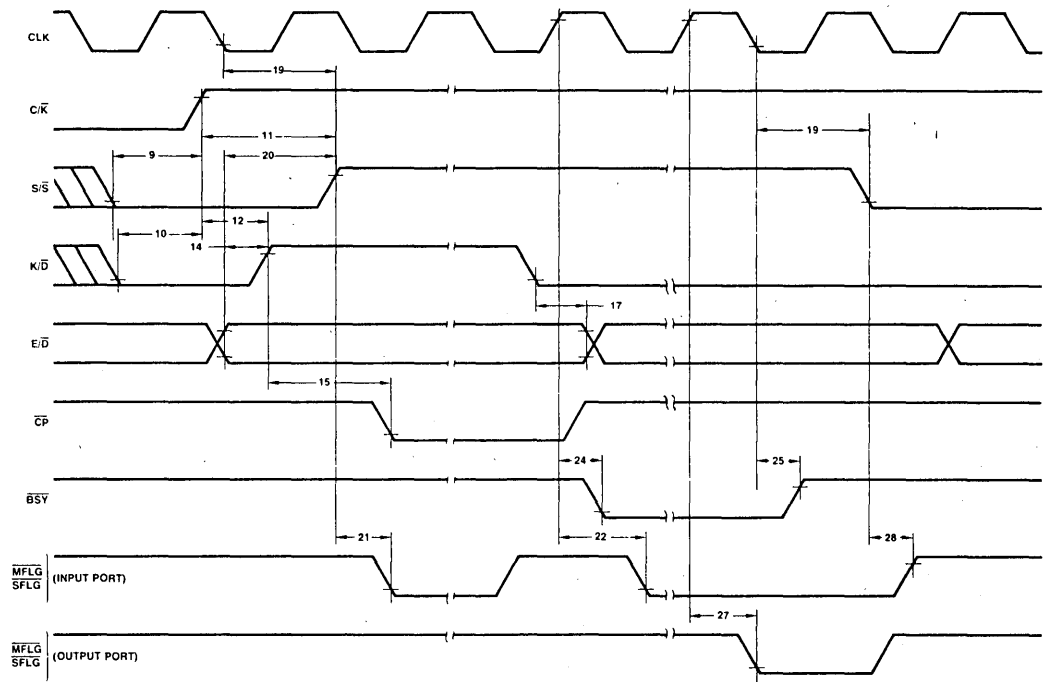 CLK
19
C/K̅
11
19
9
20
S/S̅
12
10
14
K/D̅
17
E/D̅
15
C̅P̅
24
25
B̅S̅Y̅
21
22
28
M̅F̅L̅G̅
S̅F̅L̅G̅ (INPUT PORT)
27
M̅F̅L̅G̅
S̅F̅L̅G̅ (OUTPUT PORT)